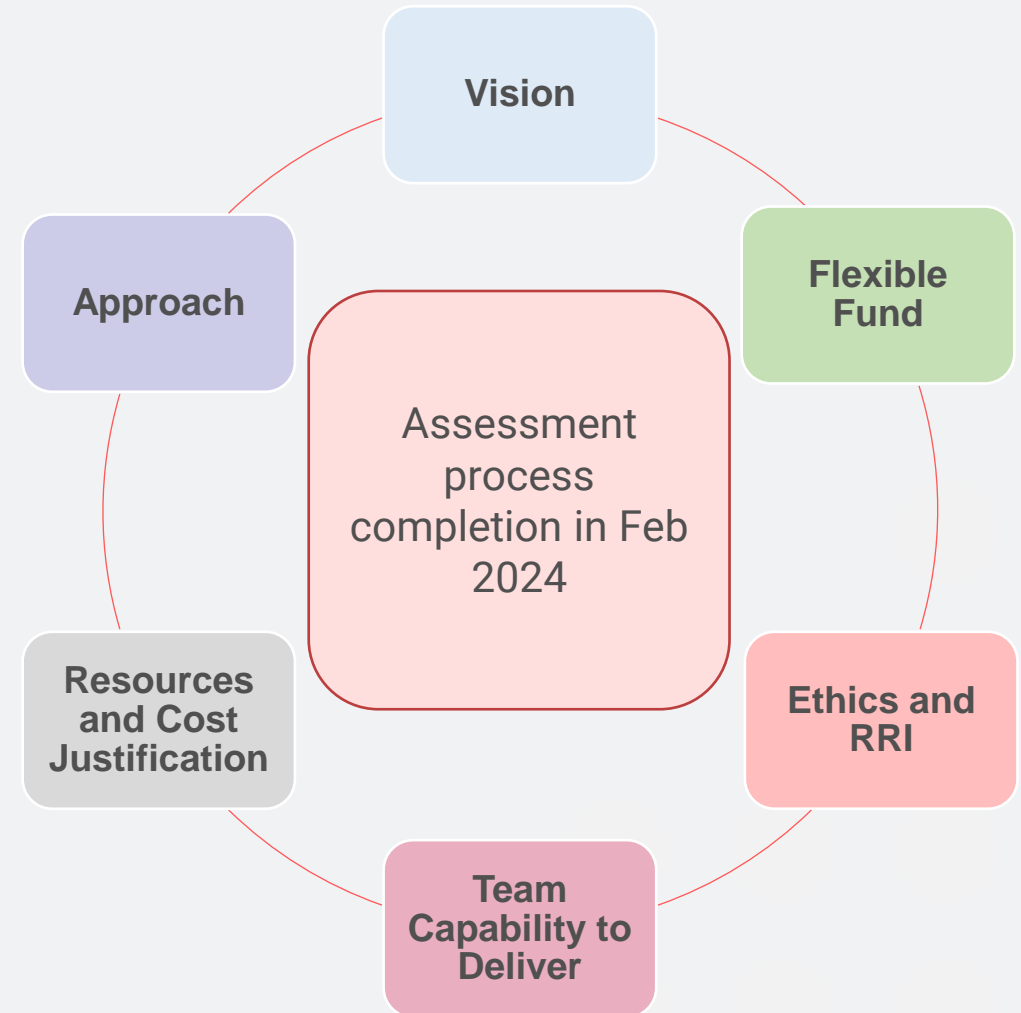 Vision
Flexible
Fund
Ethics and
RRI
Team
Capability to
Deliver
Resources
and Cost
Justification
Approach
Assessment
process
completion in Feb
2024